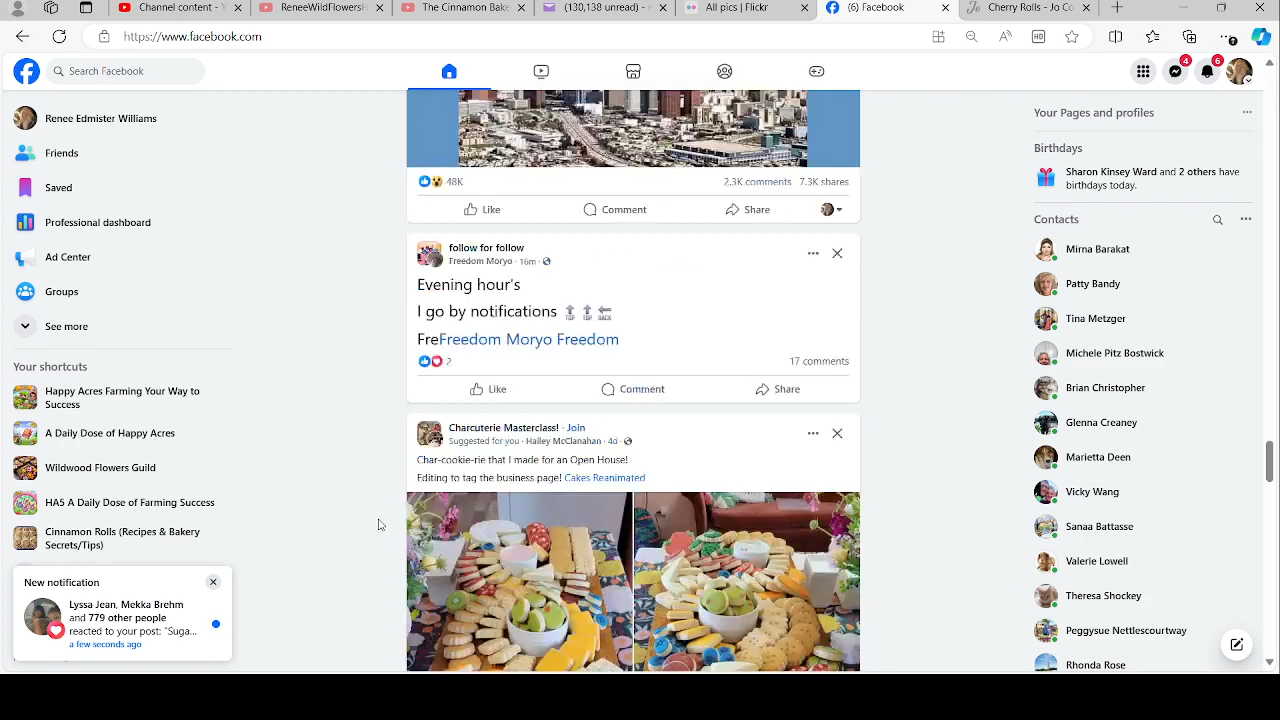 Channel content - Y
ReneeWildFlowersH
The Cinnamon Bake
(130,138 unread) - r
All pics | Flickr
(6) Facebook
Cherry Rolls - Jo Co
https://www.facebook.com
HD
Search Facebook
4
6
Renee Edmister Williams
Friends
Saved
Professional dashboard
Ad Center
Groups
See more
Your shortcuts
Happy Acres Farming Your Way to
Success
A Daily Dose of Happy Acres
Wildwood Flowers Guild
HA5 A Daily Dose of Farming Success
Cinnamon Rolls (Recipes & Bakery
Secrets/Tips)
New notification
Lyssa Jean, Mekka Brehm
and 779 other people
reacted to your post: "Suga...
a few seconds ago
48K
2.3K comments 7.3K shares
Like
Comment
Share
follow for follow
Freedom Moryo · 16m ·
Evening hour's
I go by notifications TOP TOP BACK
FreFreedom Moryo Freedom
2
17 comments
Like
Comment
Share
Charcuterie Masterclass! · Join
Suggested for you · Hailey McClanahan · 4d ·
Char-cookie-rie that I made for an Open House!
Editing to tag the business page! Cakes Reanimated
Your Pages and profiles
Birthdays
Sharon Kinsey Ward and 2 others have
birthdays today.
Contacts
Mirna Barakat
Patty Bandy
Tina Metzger
Michele Pitz Bostwick
Brian Christopher
Glenna Creaney
Marietta Deen
Vicky Wang
Sanaa Battasse
Valerie Lowell
Theresa Shockey
Peggysue Nettlescourtway
Rhonda Rose